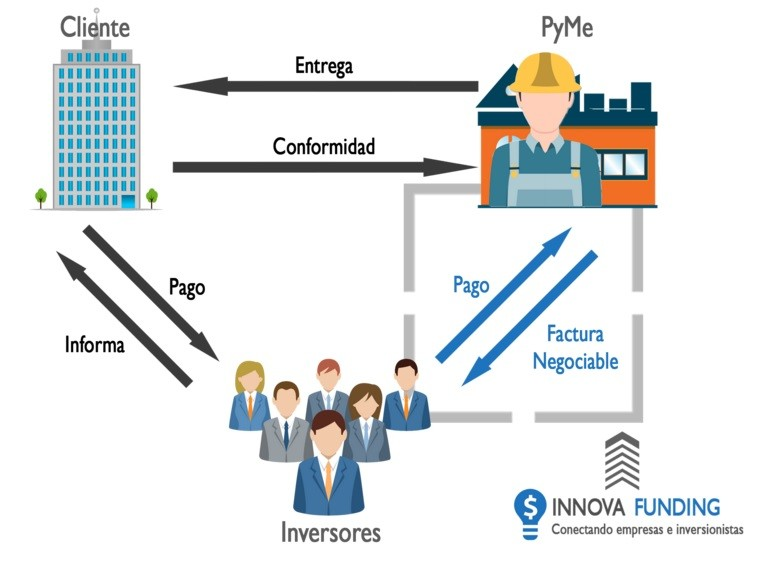 Cliente
PyMe
Entrega
Conformidad
Pago
Informa
Pago
Factura
Negociable
Inversores
$
INNOVA FUNDING
Conectando empresas e inversionistas